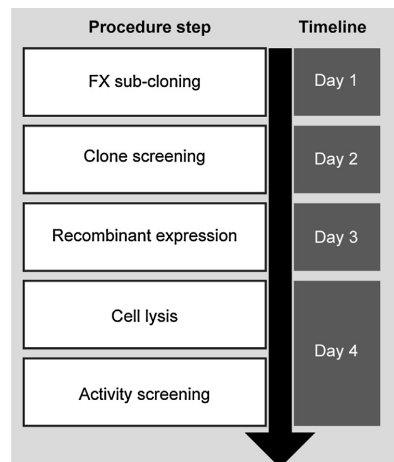 Procedure step Timeline
FX sub-cloning Day 1
Clone screening Day 2
Recombinant expression Day 3
Cell lysis
Day 4
Activity screening